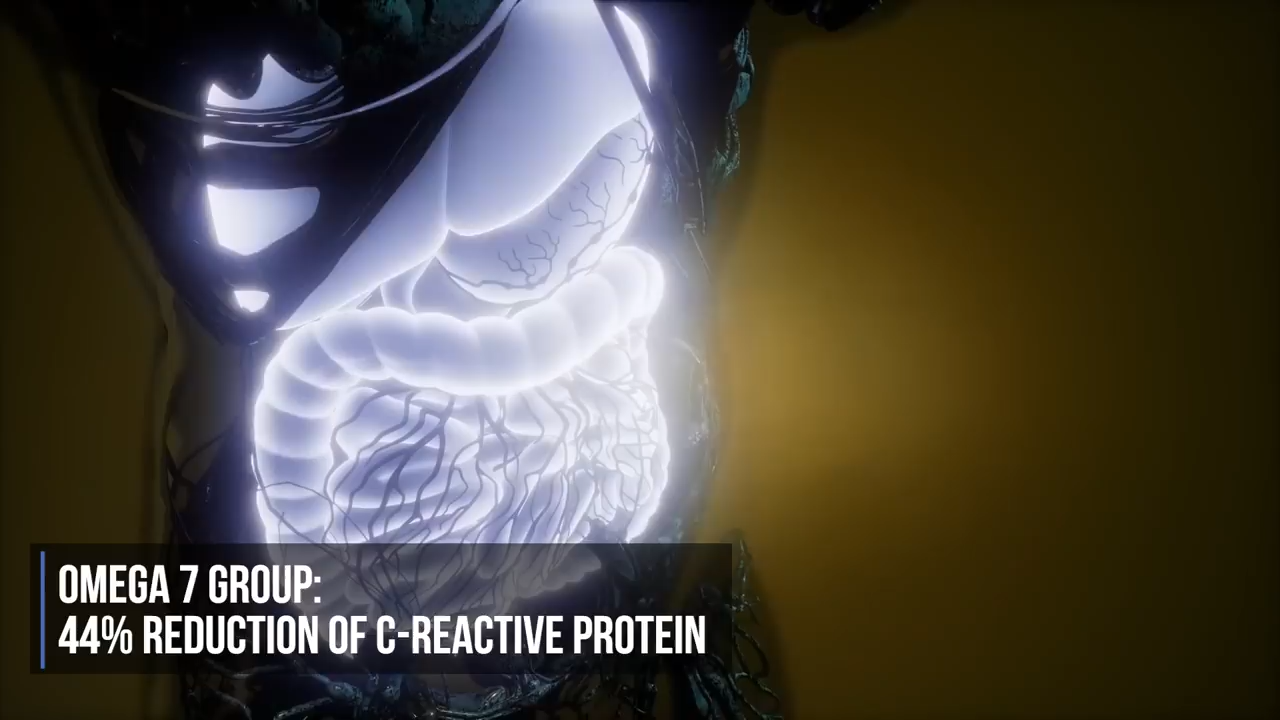 OMEGA 7 GROUP:
44% REDUCTION OF C-REACTIVE PROTEIN